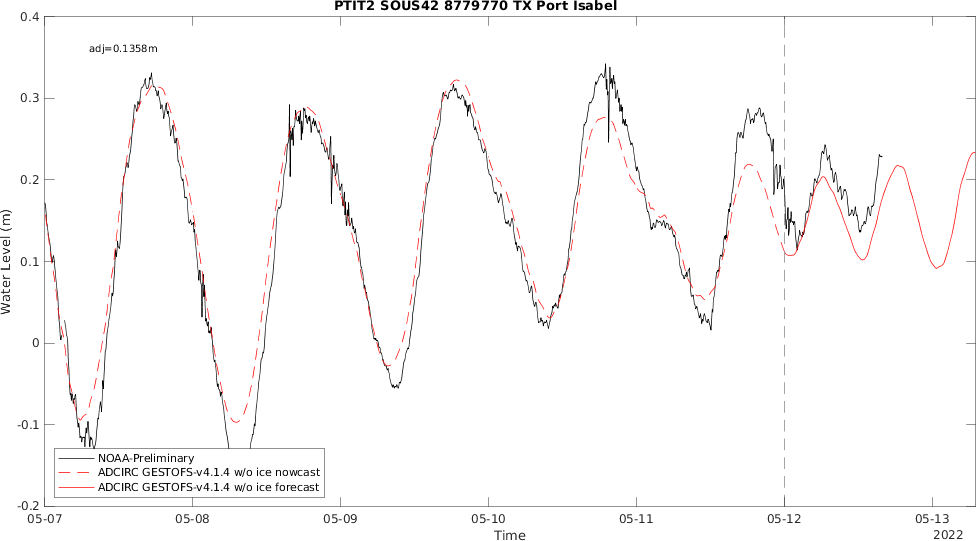 PTIT2 SOUS42 8779770 TX Port Isabel
adj=0.1358m
0.4
0.3
0.2
0.1
0
-0.1
-0.2
Water Level (m)
NOAA-Preliminary
ADCIRC GESTOFS-v4.1.4 w/o ice nowcast
ADCIRC GESTOFS-v4.1.4 w/o ice forecast
05-07 05-08 05-09 05-10 05-11 05-12 05-13
Time
2022